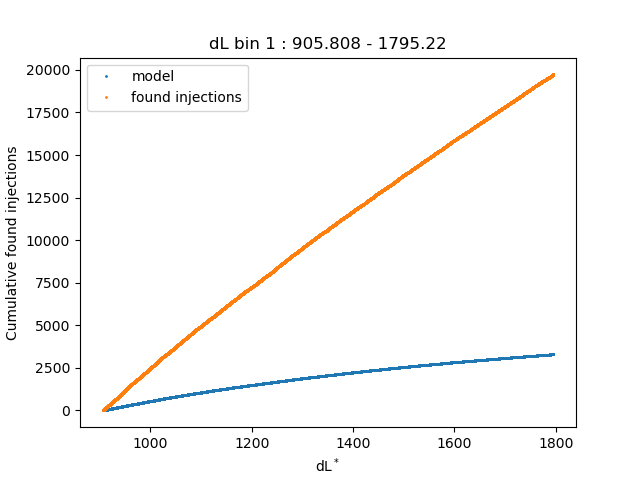 dL bin 1 : 905.808 - 1795.22
model
found injections
20000
17500
15000
12500
10000
7500
5000
2500
0
Cumulative found injections
1000 1200 1400 1600 1800
dL*